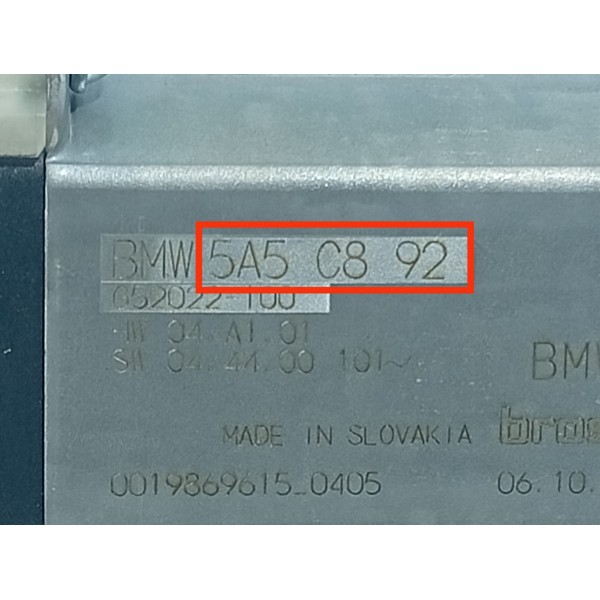 BMW 5A5 C8 92
C52022-100
HW 04.A1.01
SW 04.44.00 101~
BMW
MADE IN SLOVAKIA bros
0019869615_0405 06.10.